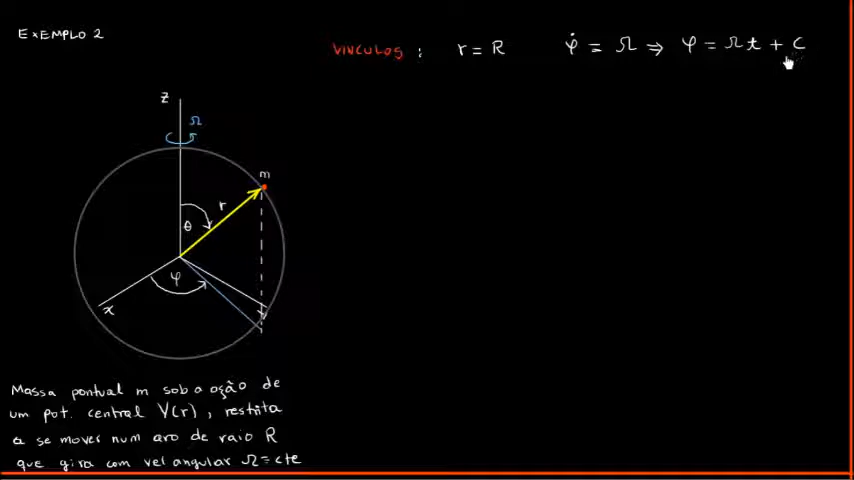 EXEMPLO 2
VINCULOS : r = R φ̇ = Ω ⇒ φ = Ωt + C
z
Ω
m
r
θ
φ
x
y
Massa pontual m sob a ação de
um pot. central V(r), restrita
a se mover num aro de raio R
que gira com vel angular Ω=cte